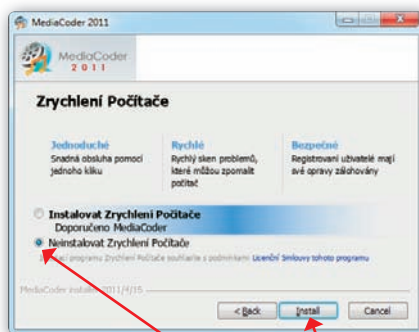 MediaCoder 2011
MediaCoder
2011
Zrychlení Počítače
Jednoduché
Snadná obsluha pomocí
jednoho kliku
Rychlé
Rychlý sken problémů,
které můžou zpomalit
počítač
Bezpečné
Registrovaní uživatelé mají
své opravy zálohovány
Instalovat Zrychlení Počítače
Doporučeno MediaCoder
Neinstalovat Zrychlení Počítače
programu Zrychlení Počítače souhlasíte s podmínkami Licenční Smlouvy tohoto programu
MediaCoder installer 2011/4/15
< Back
Install
Cancel